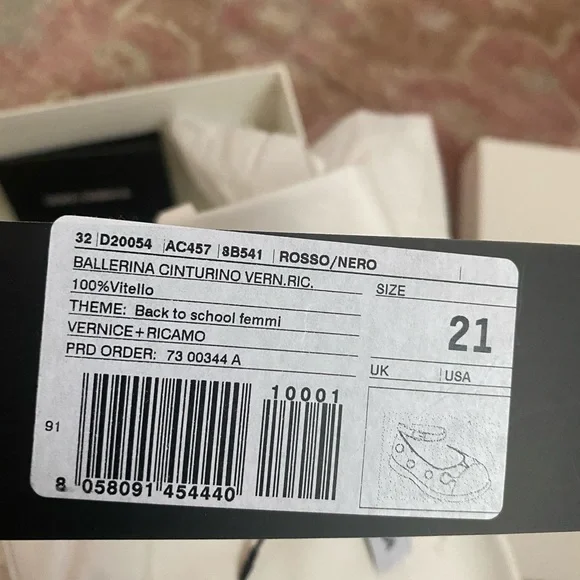 32 D20054 AC457 8B541 ROSSO/NERO
BALLERINA CINTURINO VERN.RIC.
100%Vitello
THEME: Back to school femmi
VERNICE+RICAMO
PRD ORDER: 73 00344 A
SIZE
21
UK USA
10001
91
8 058091 454440